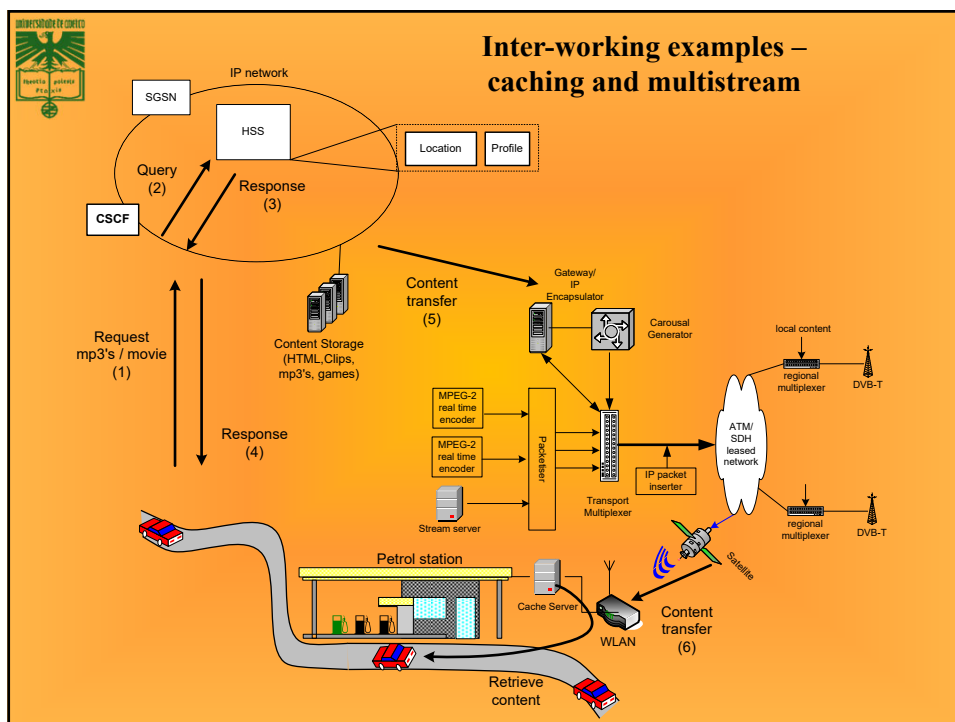 Inter-working examples –
caching and multistream
IP network
SGSN
HSS
Location
Profile
Query
(2)
Response
(3)
CSCF
Content
transfer
(5)
Gateway/
IP
Encapsulator
Carousal
Generator
Content Storage
(HTML,Clips,
mp3's, games)
Request
mp3's / movie
(1)
Response
(4)
local content
regional
multiplexer
DVB-T
MPEG-2
real time
encoder
MPEG-2
real time
encoder
Packetiser
Stream server
Transport
Multiplexer
IP packet
inserter
ATM/
SDH
leased
network
regional
multiplexer
DVB-T
Satellite
Petrol station
Cache Server
WLAN
Content
transfer
(6)
Retrieve
content